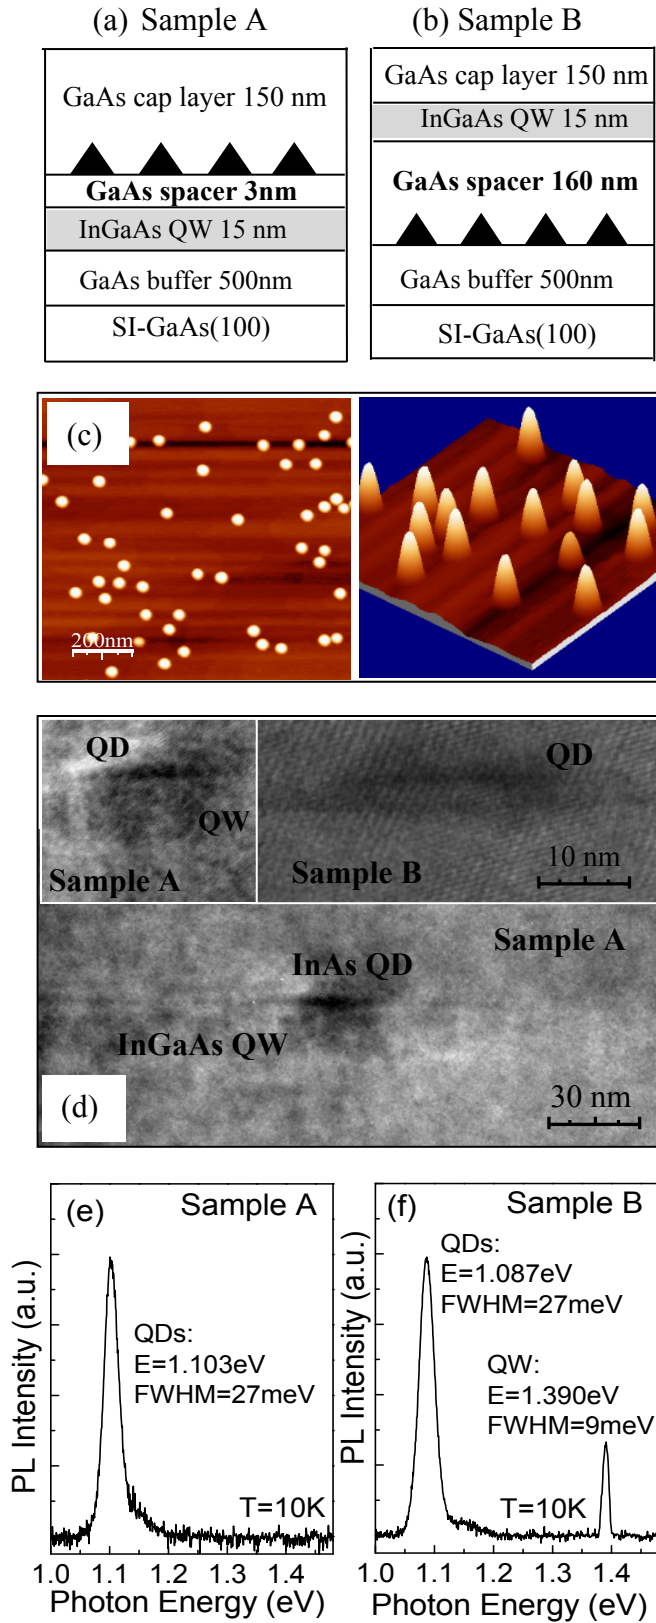 (a) Sample A
GaAs cap layer 150 nm
GaAs spacer 3nm
InGaAs QW 15 nm
GaAs buffer 500nm
SI-GaAs(100)
(b) Sample B
GaAs cap layer 150 nm
InGaAs QW 15 nm
GaAs spacer 160 nm
GaAs buffer 500nm
SI-GaAs(100)
(c)
200nm
QD
QW
Sample A
QD
10 nm
Sample B
Sample A
InAs QD
InGaAs QW
30 nm
(d)
(e)
Sample A
QDs:
E=1.103eV
FWHM=27meV
T=10K
PL Intensity (a.u.)
1.0 1.1 1.2 1.3 1.4
Photon Energy (eV)
(f)
Sample B
QDs:
E=1.087eV
FWHM=27meV
QW:
E=1.390eV
FWHM=9meV
T=10K
PL Intensity (a.u.)
1.0 1.1 1.2 1.3 1.4
Photon Energy (eV)